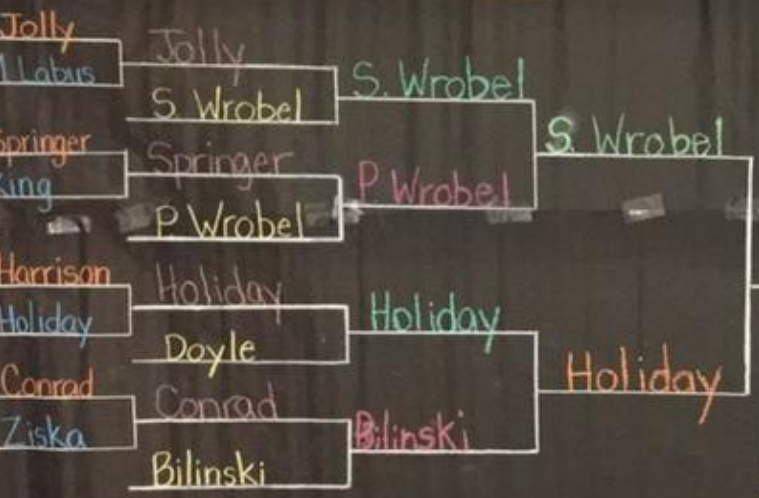 Jolly
Labus
Springer
King
Harrison
Holiday
Conrad
Ziska
Jolly
S. Wrobel
Springer
P. Wrobel
Holiday
Doyle
Conrad
Bilinski
S. Wrobel
P. Wrobel
Holiday
Bilinski
S. Wrobel
Holiday